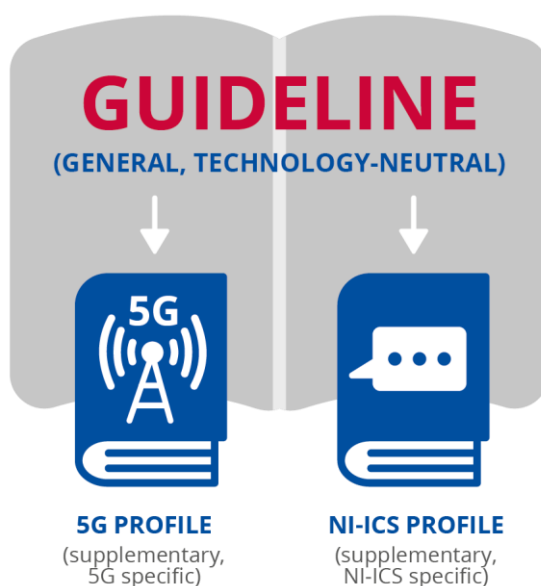 GUIDELINE
(GENERAL, TECHNOLOGY-NEUTRAL)
5G
5G PROFILE
(supplementary,
5G specific)
NI-ICS PROFILE
(supplementary,
NI-ICS specific)